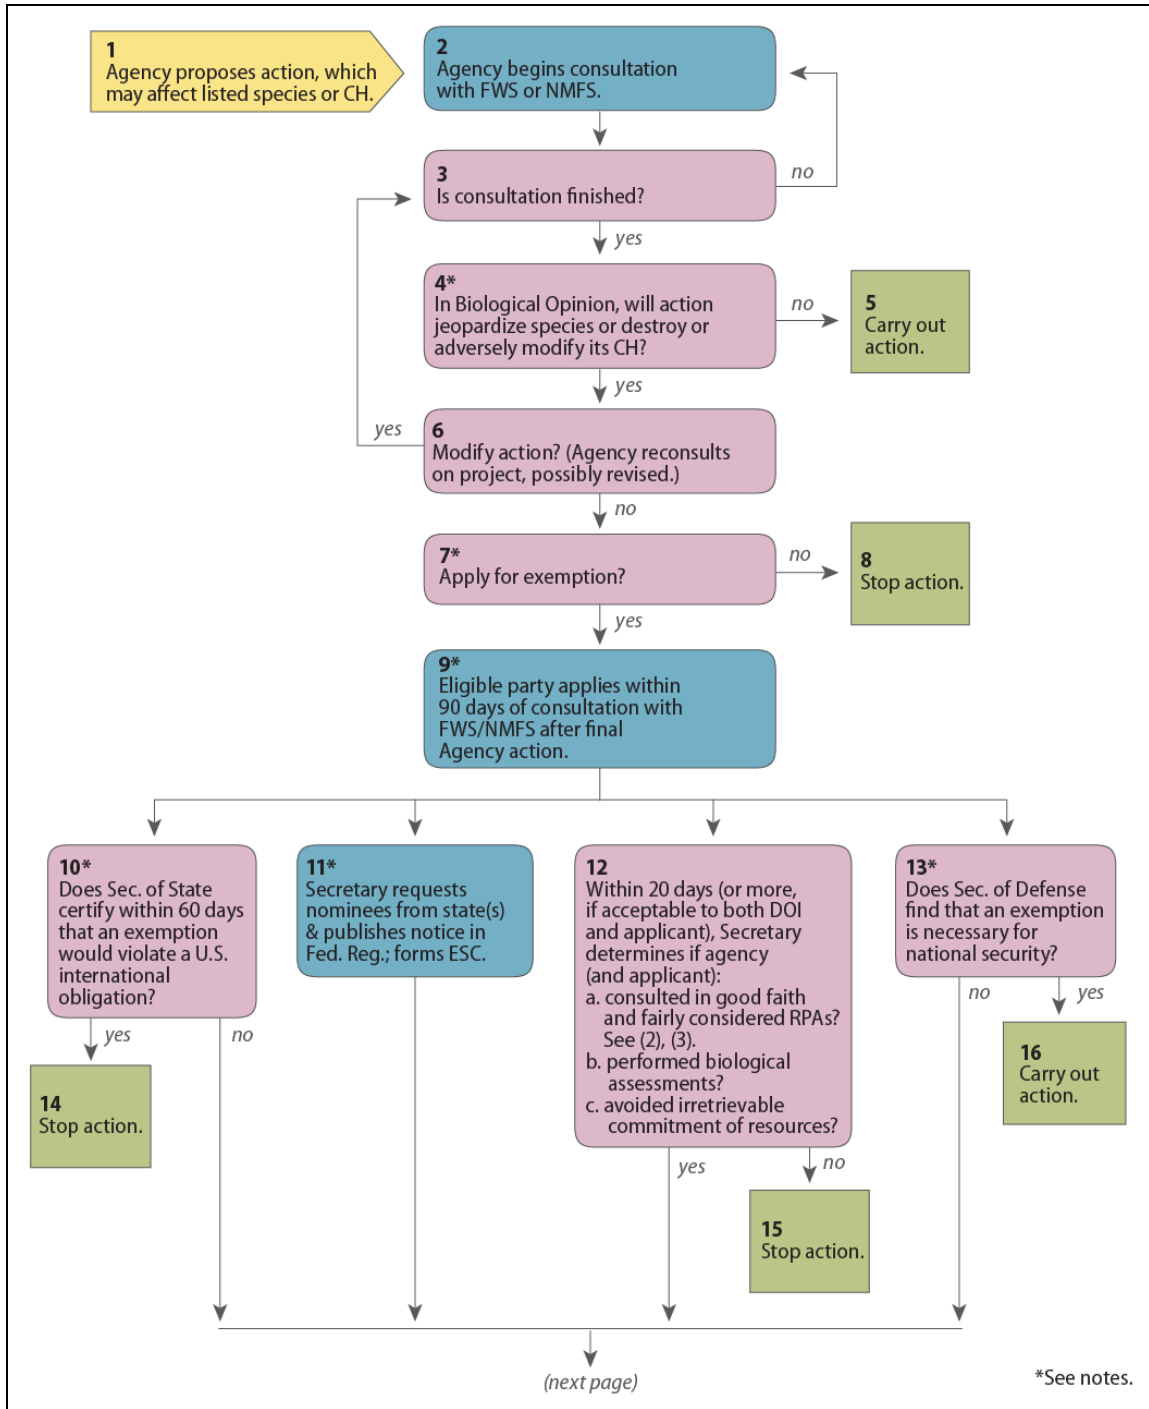 1
Agency proposes action, which
may affect listed species or CH.
2
Agency begins consultation
with FWS or NMFS.
3
Is consultation finished?
no
yes
4*
In Biological Opinion, will action
jeopardize species or destroy or
adversely modify its CH?
no
5
Carry out
action.
yes
6
Modify action? (Agency reconsults
on project, possibly revised.)
yes
no
7*
Apply for exemption?
no
8
Stop action.
yes
9*
Eligible party applies within
90 days of consultation with
FWS/NMFS after final
Agency action.
10*
Does Sec. of State
certify within 60 days
that an exemption
would violate a U.S.
international
obligation?
yes
no
14
Stop action.
11*
Secretary requests
nominees from state(s)
& publishes notice in
Fed. Reg.; forms ESC.
12
Within 20 days (or more,
if acceptable to both DOI
and applicant), Secretary
determines if agency
(and applicant):
a. consulted in good faith
and fairly considered RPAs?
See (2), (3).
b. performed biological
assessments?
c. avoided irretrievable
commitment of resources?
yes
no
15
Stop action.
13*
Does Sec. of Defense
find that an exemption
is necessary for
national security?
no
yes
16
Carry out
action.
(next page)
*See notes.